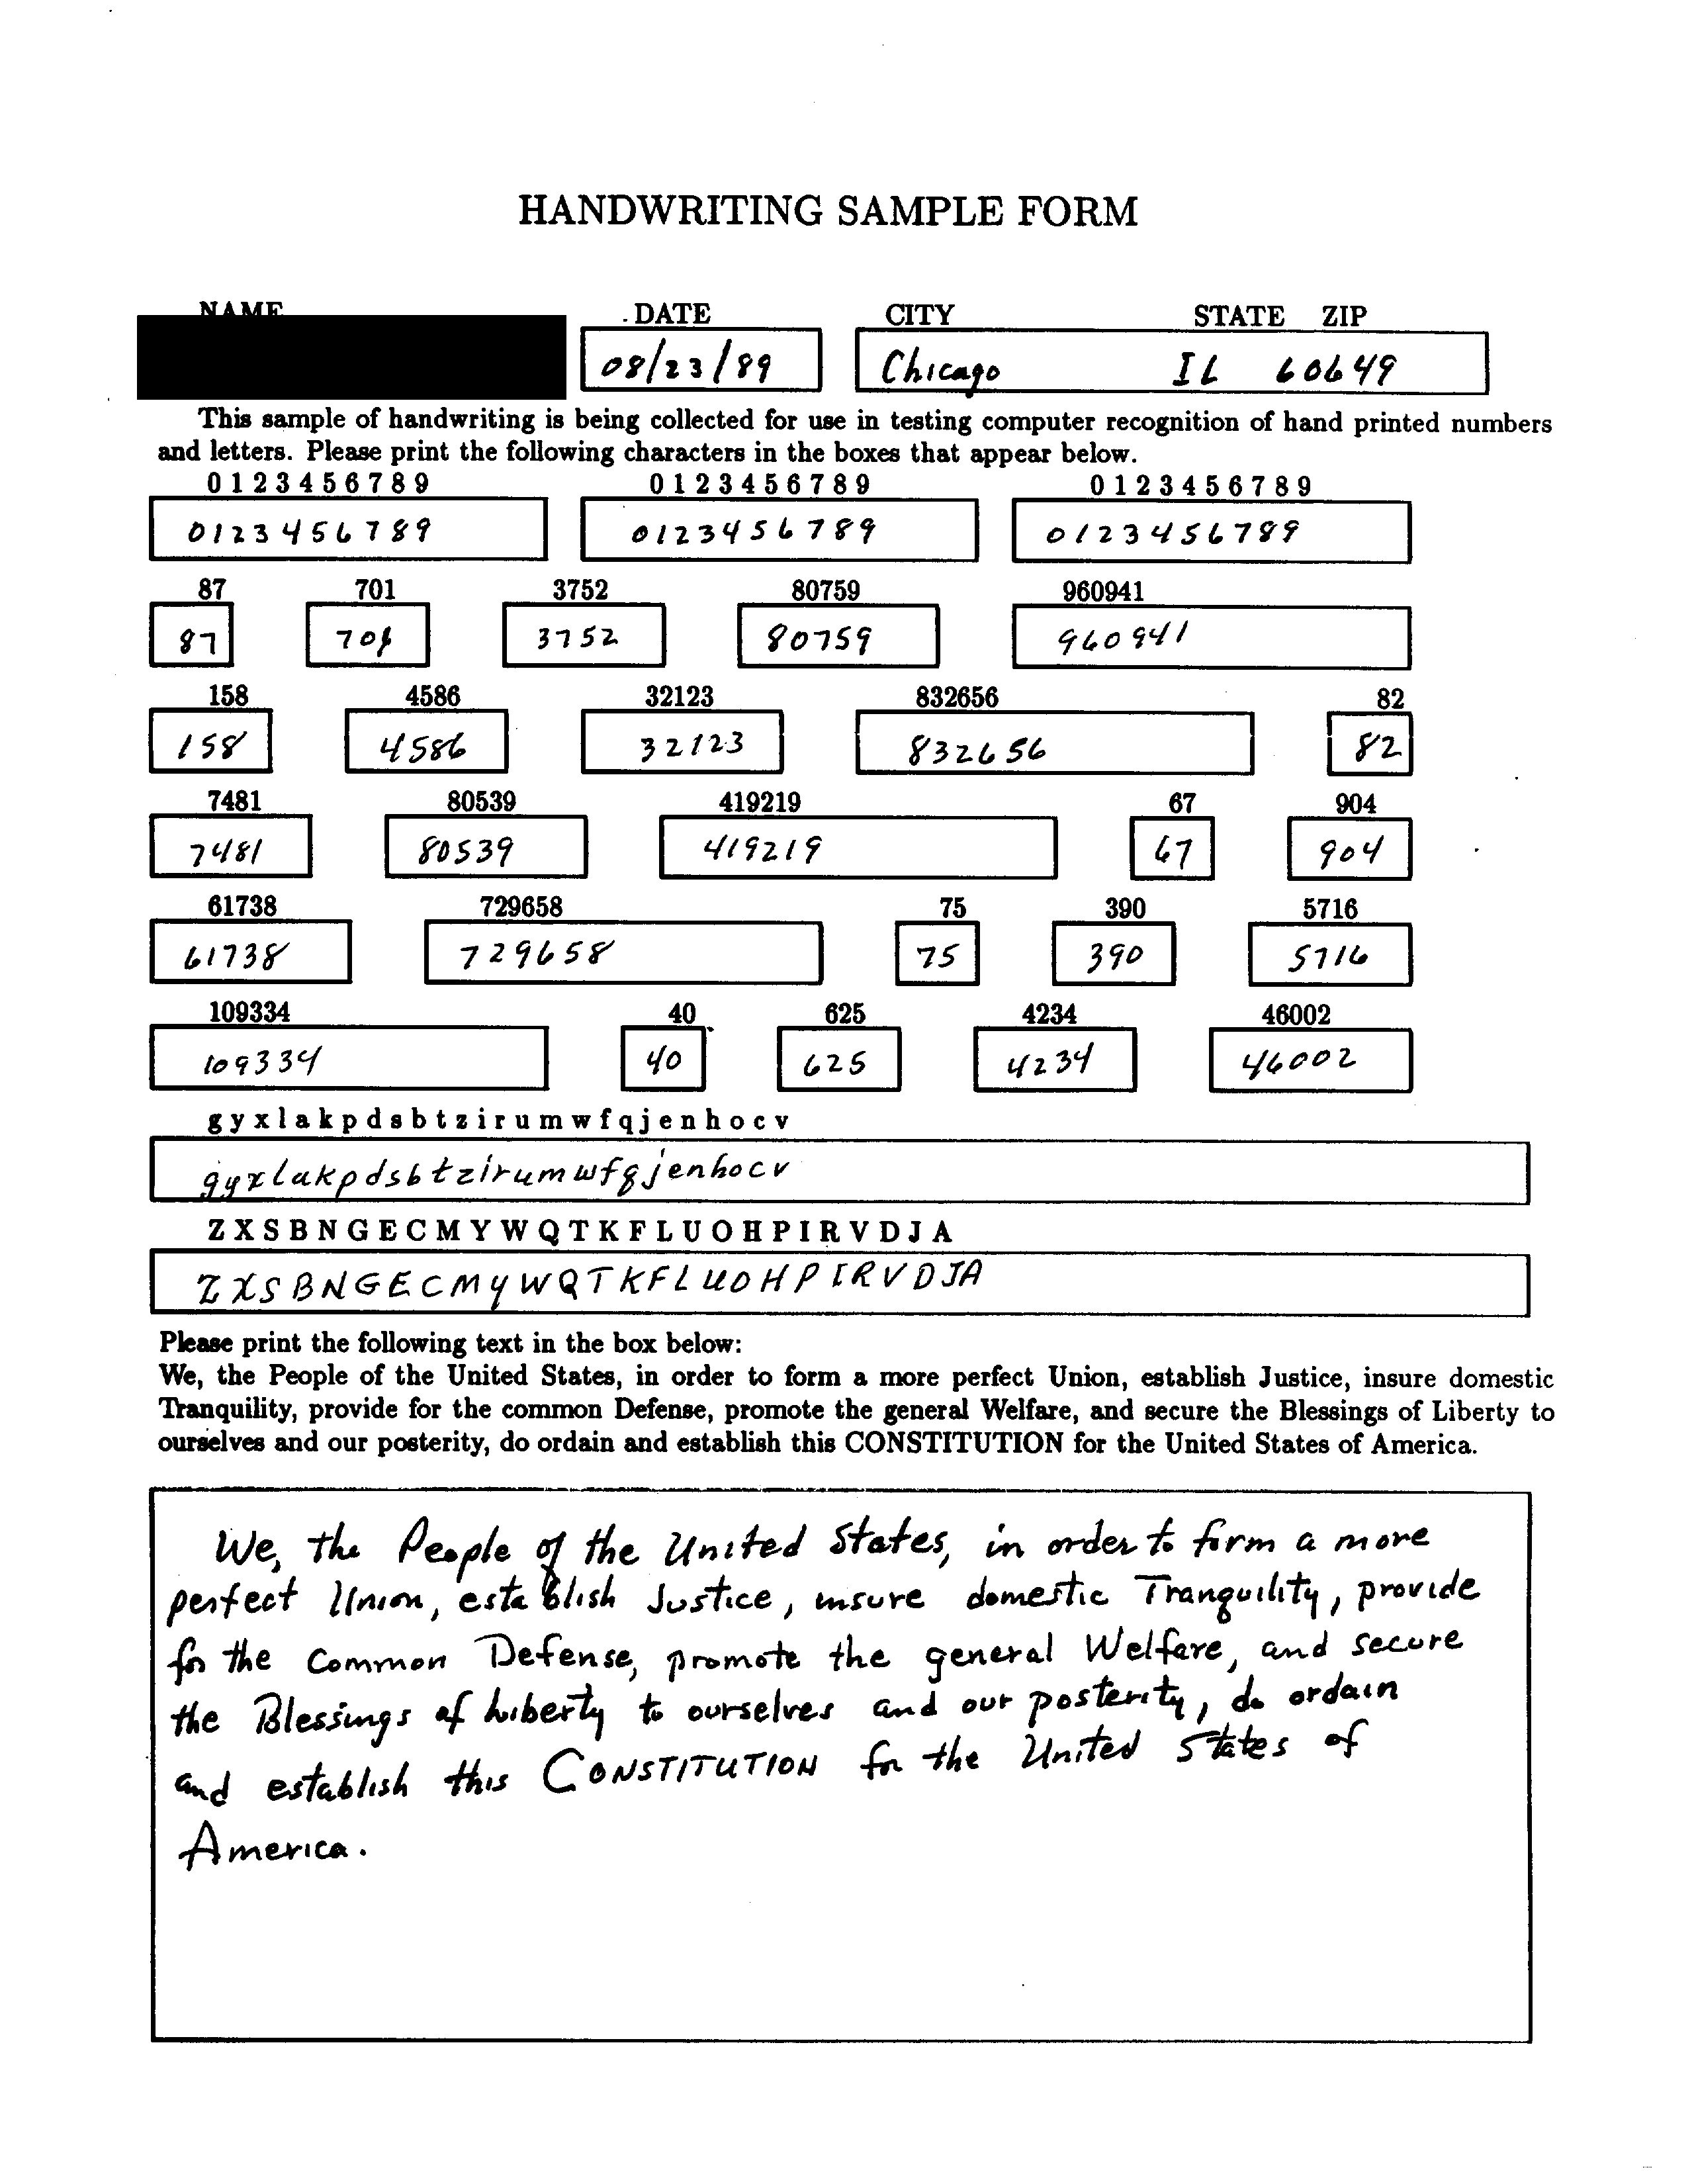 HANDWRITING SAMPLE FORM
NAME DATE CITY STATE ZIP
08/23/89 Chicago IL 60649
This sample of handwriting is being collected for use in testing computer recognition of hand printed numbers
and letters. Please print the following characters in the boxes that appear below.
0 1 2 3 4 5 6 7 8 9 0 1 2 3 4 5 6 7 8 9 0 1 2 3 4 5 6 7 8 9
0123456789 0123456789 0123456789
87 701 3752 80759 960941
87 701 3752 80759 960941
158 4586 32123 832656 82
158 4586 32123 832656 82
7481 80539 419219 67 904
7481 80539 419219 67 904
61738 729658 75 390 5716
61738 729658 75 390 5716
109334 40 625 4234 46002
109334 40 625 4234 46002
g y x l a k p d s b t z i r u m w f q j e n h o c v
gyxlakpdsbtzirumwfqjenhocv
Z X S B N G E C M Y W Q T K F L U O H P I R V D J A
ZXSBNGECMYWQTKFLUOHPIRVDJA
Please print the following text in the box below:
We, the People of the United States, in order to form a more perfect Union, establish Justice, insure domestic
Tranquility, provide for the common Defense, promote the general Welfare, and secure the Blessings of Liberty to
ourselves and our posterity, do ordain and establish this CONSTITUTION for the United States of America.
We, the People of the United States, in order to form a more
perfect Union, establish Justice, insure domestic Tranquility, provide
for the common Defense, promote the general Welfare, and secure
the Blessings of Liberty to ourselves and our posterity, do ordain
and establish this CONSTITUTION for the United States of
America.